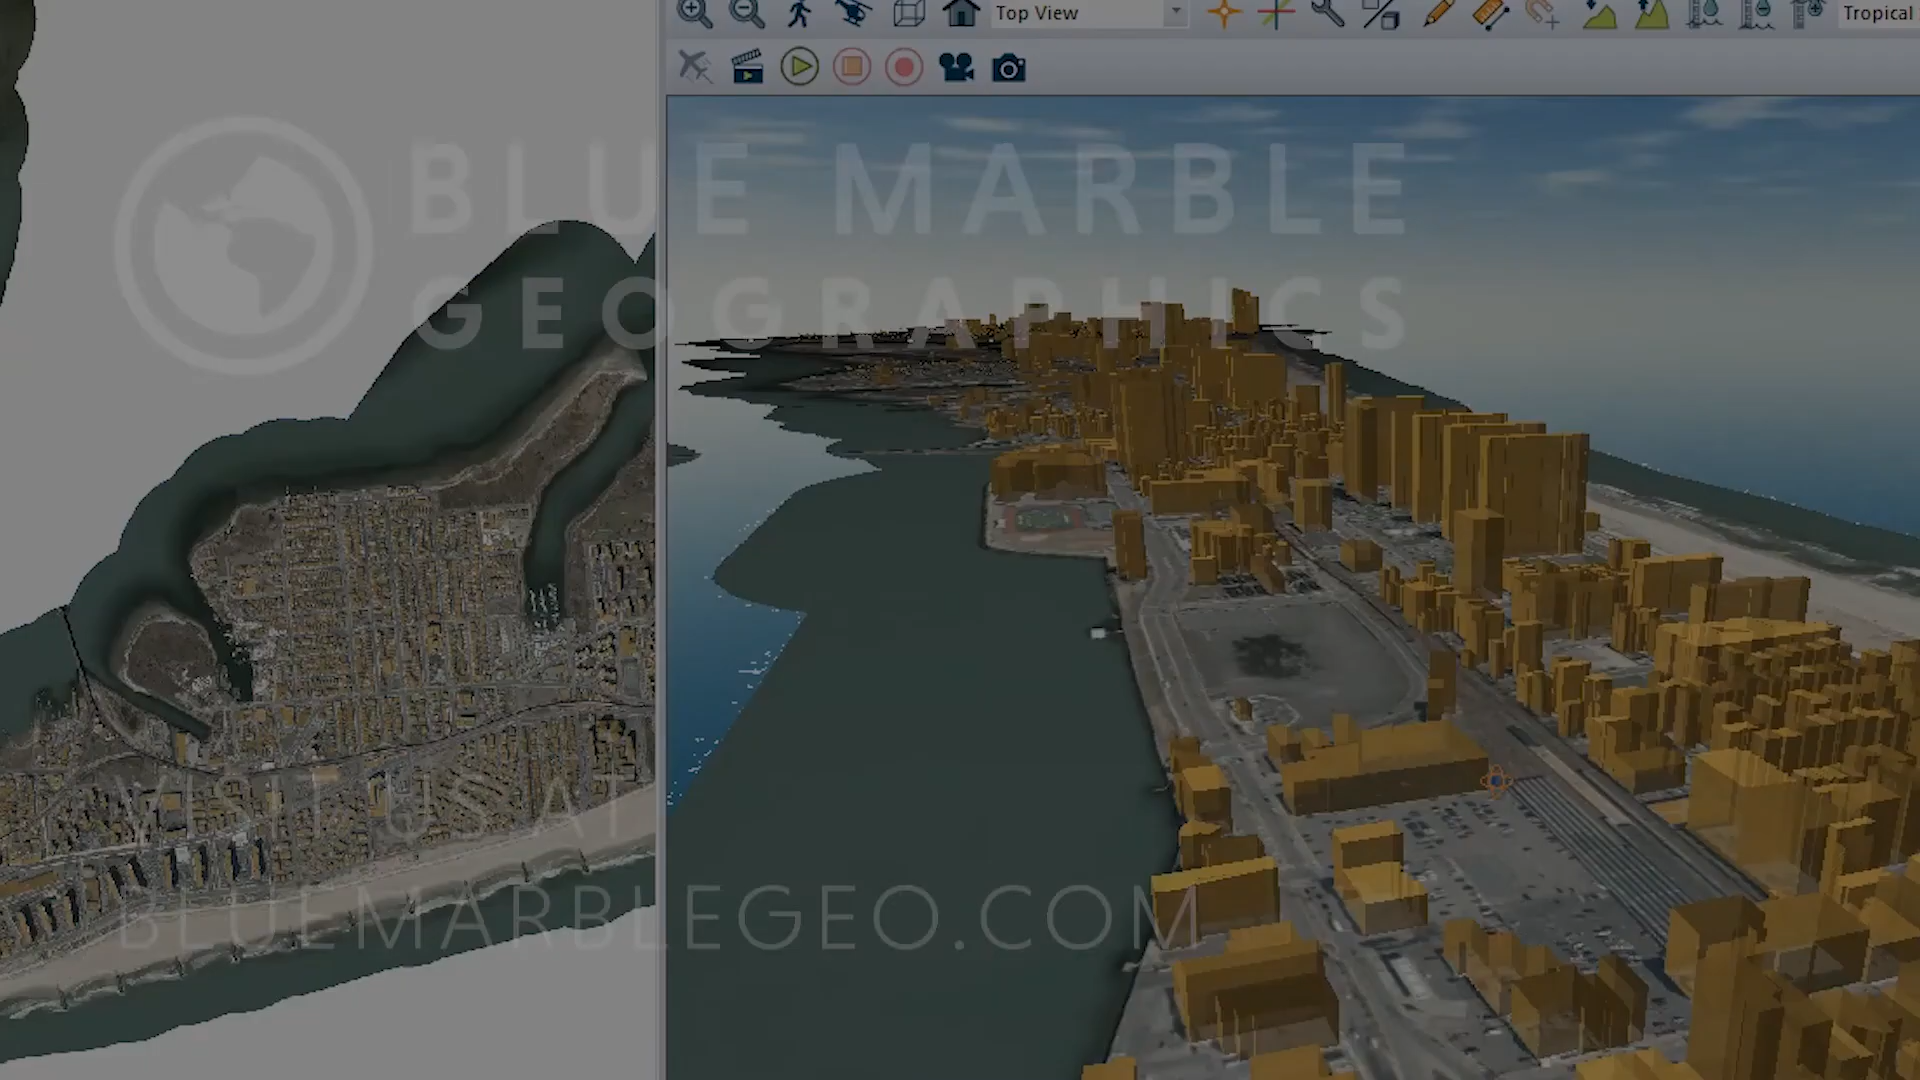 Top View
Tropical
BLUE MARBLE
GEOGRAPHICS
VISIT US AT
BLUEMARBLEGEO.COM